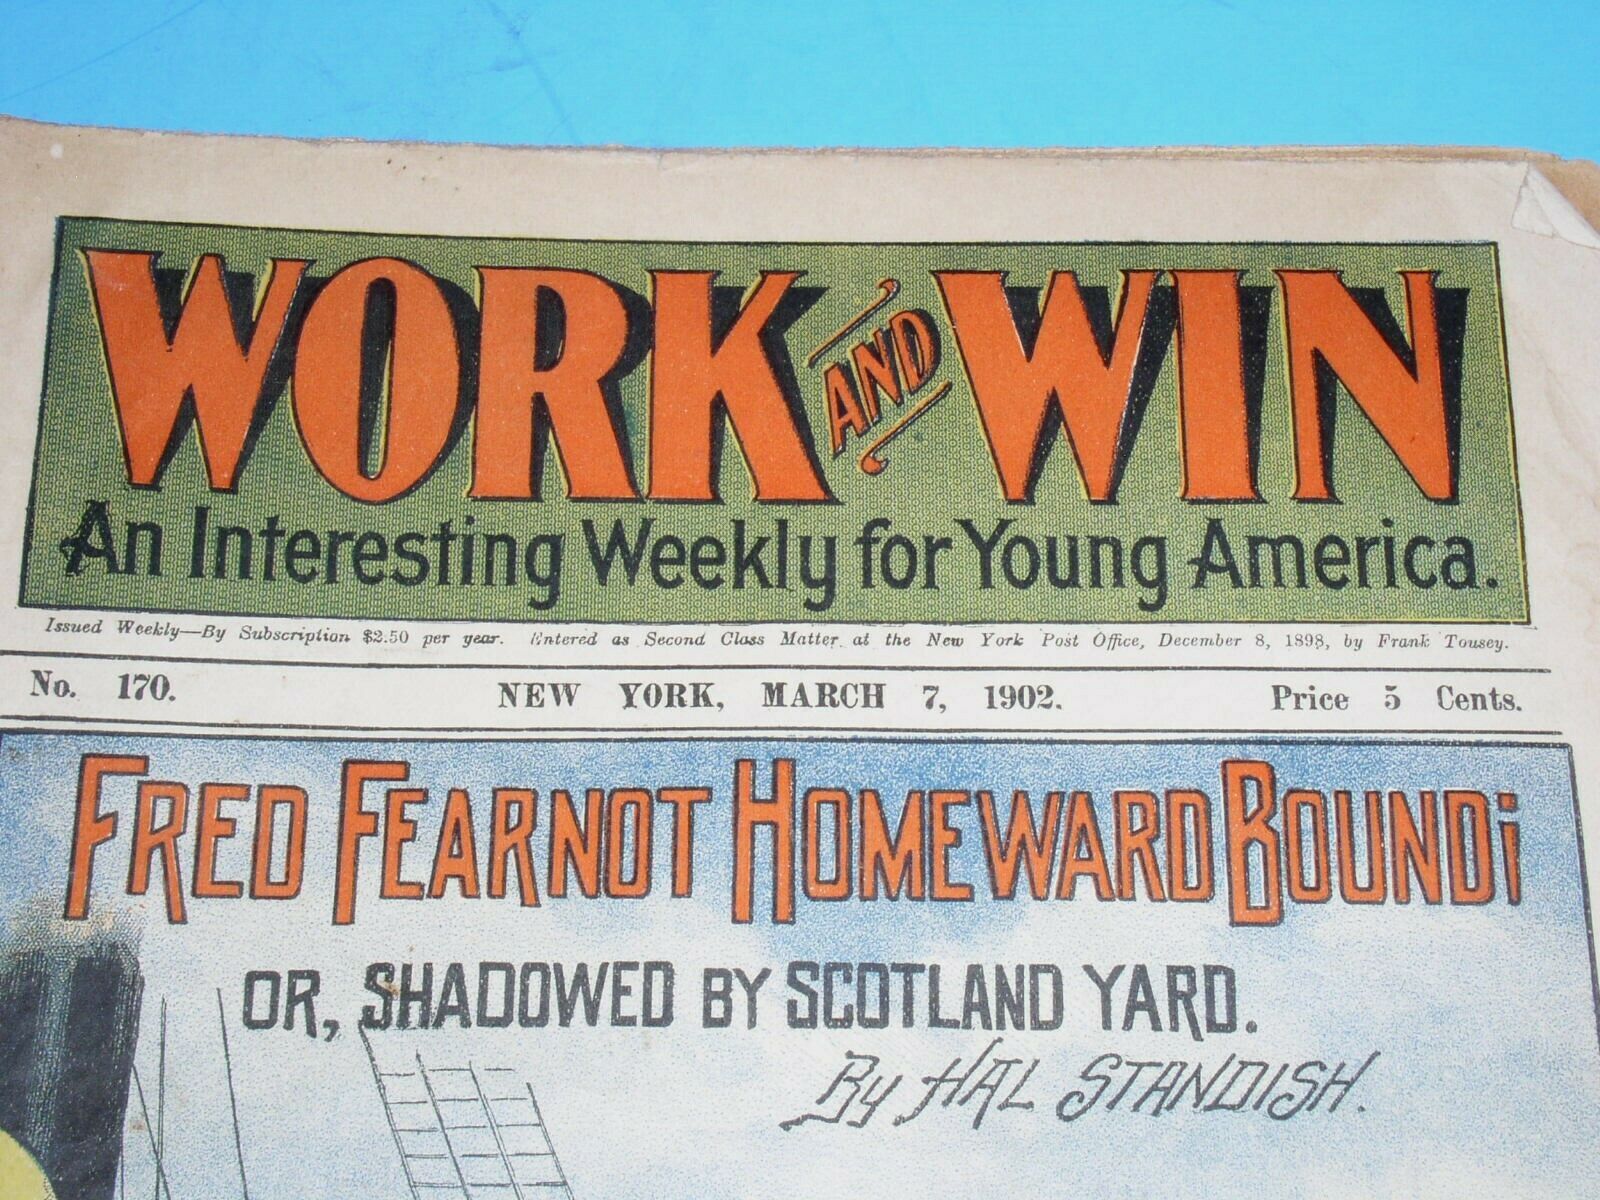 WORK AND WIN
An Interesting Weekly for Young America.
Issued Weekly—By Subscription $2.50 per year. Entered as Second Class Matter at the New York Post Office, December 8, 1898, by Frank Tousey.
No. 170. NEW YORK, MARCH 7, 1902. Price 5 Cents.
FRED FEARNOT HOMEWARD BOUND;
OR, SHADOWED BY SCOTLAND YARD.
By HAL STANDISH.